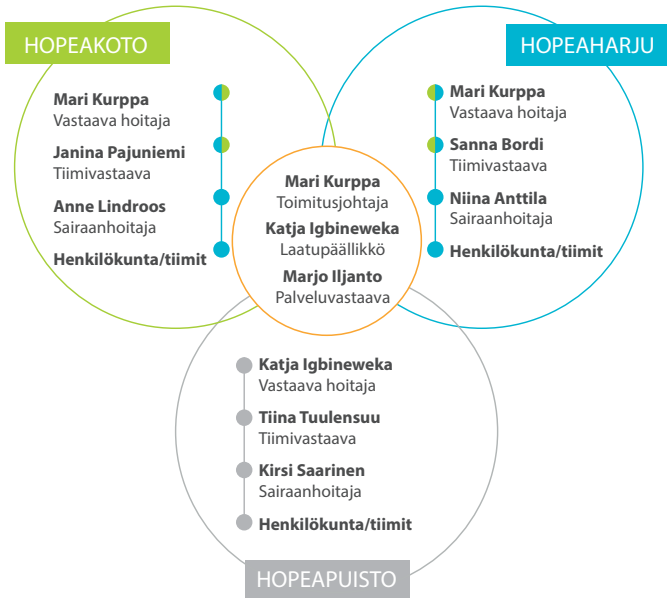 HOPEAKOTO
Mari Kurppa
Vastaava hoitaja
Janina Pajuniemi
Tiimivastaava
Anne Lindroos
Sairaanhoitaja
Henkilökunta/tiimit
HOPEAHARJU
Mari Kurppa
Vastaava hoitaja
Sanna Bordi
Tiimivastaava
Niina Anttila
Sairaanhoitaja
Henkilökunta/tiimit
Mari Kurppa
Toimitusjohtaja
Katja Igbineweka
Laatupäällikkö
Marjo Iljanto
Palveluvastaava
Katja Igbineweka
Vastaava hoitaja
Tiina Tuulensuu
Tiimivastaava
Kirsi Saarinen
Sairaanhoitaja
Henkilökunta/tiimit
HOPEAPUISTO